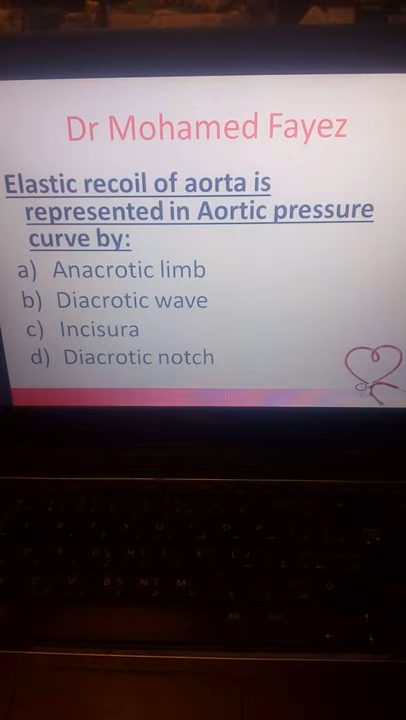 Dr Mohamed Fayez
Elastic recoil of aorta is
represented in Aortic pressure
curve by:
a) Anacrotic limb
b) Diacrotic wave
c) Incisura
d) Diacrotic notch